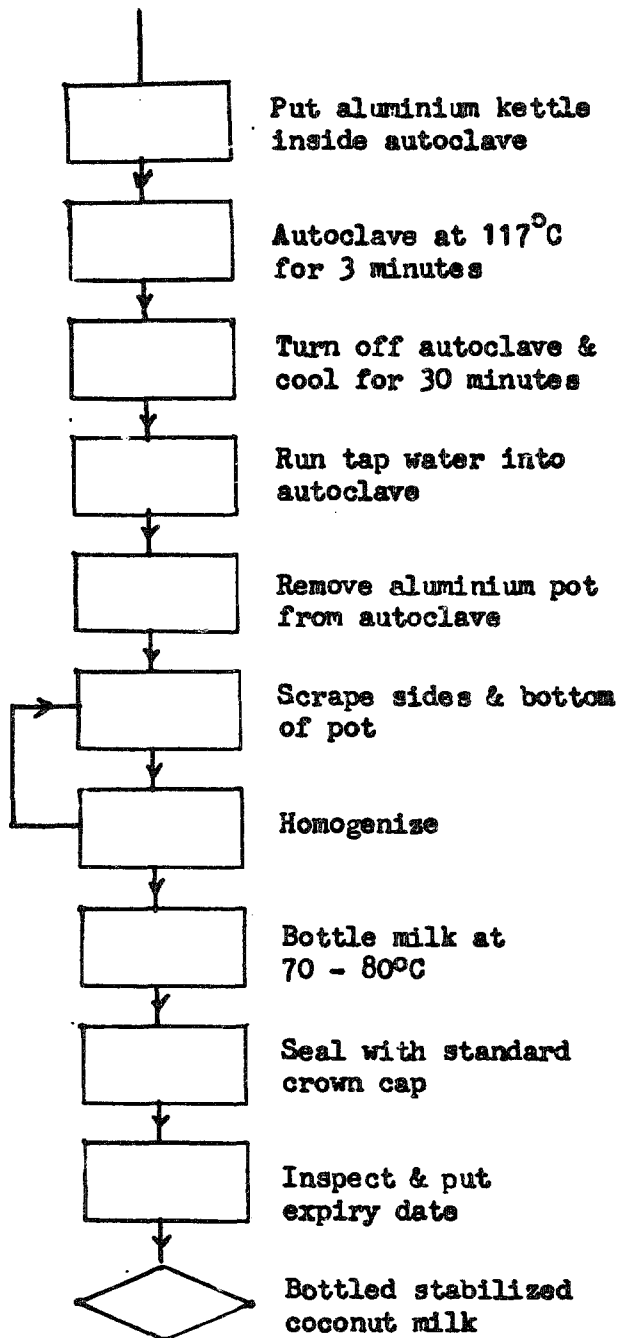 Put aluminium kettle
inside autoclave
Autoclave at 117°C
for 3 minutes
Turn off autoclave &
cool for 30 minutes
Run tap water into
autoclave
Remove aluminium pot
from autoclave
Scrape sides & bottom
of pot
Homogenize
Bottle milk at
70 - 80°C
Seal with standard
crown cap
Inspect & put
expiry date
Bottled stabilized
coconut milk